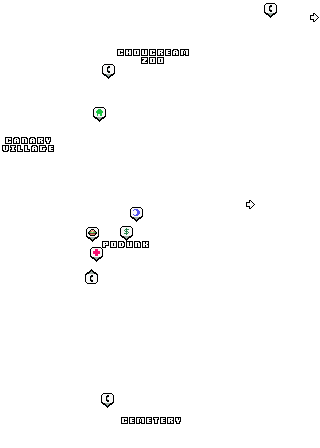 CHOUCREAM
ZOO
CANARY
VILLAGE
$
PODUNK
CEMETERY